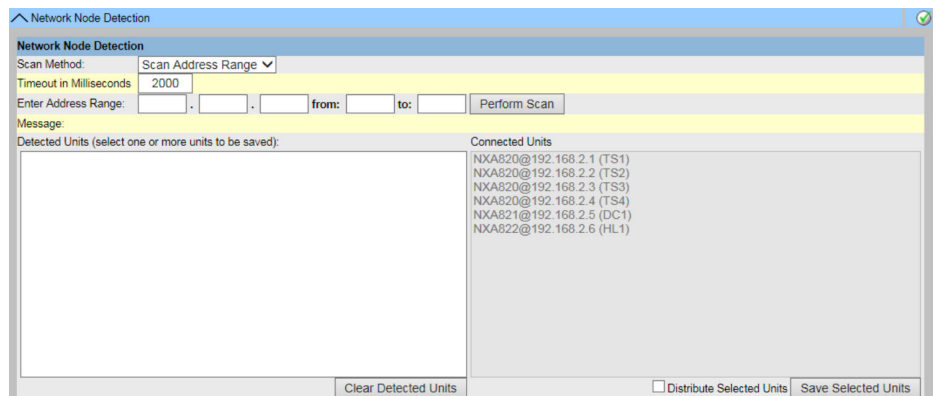 Network Node Detection
Network Node Detection
Scan Method: Scan Address Range
Timeout in Milliseconds 2000
Enter Address Range: . . from: to: Perform Scan
Message:
Detected Units (select one or more units to be saved): Connected Units
NXA820@192.168.2.1 (TS1)
NXA820@192.168.2.2 (TS2)
NXA820@192.168.2.3 (TS3)
NXA820@192.168.2.4 (TS4)
NXA821@192.168.2.5 (DC1)
NXA822@192.168.2.6 (HL1)
Clear Detected Units Distribute Selected Units Save Selected Units